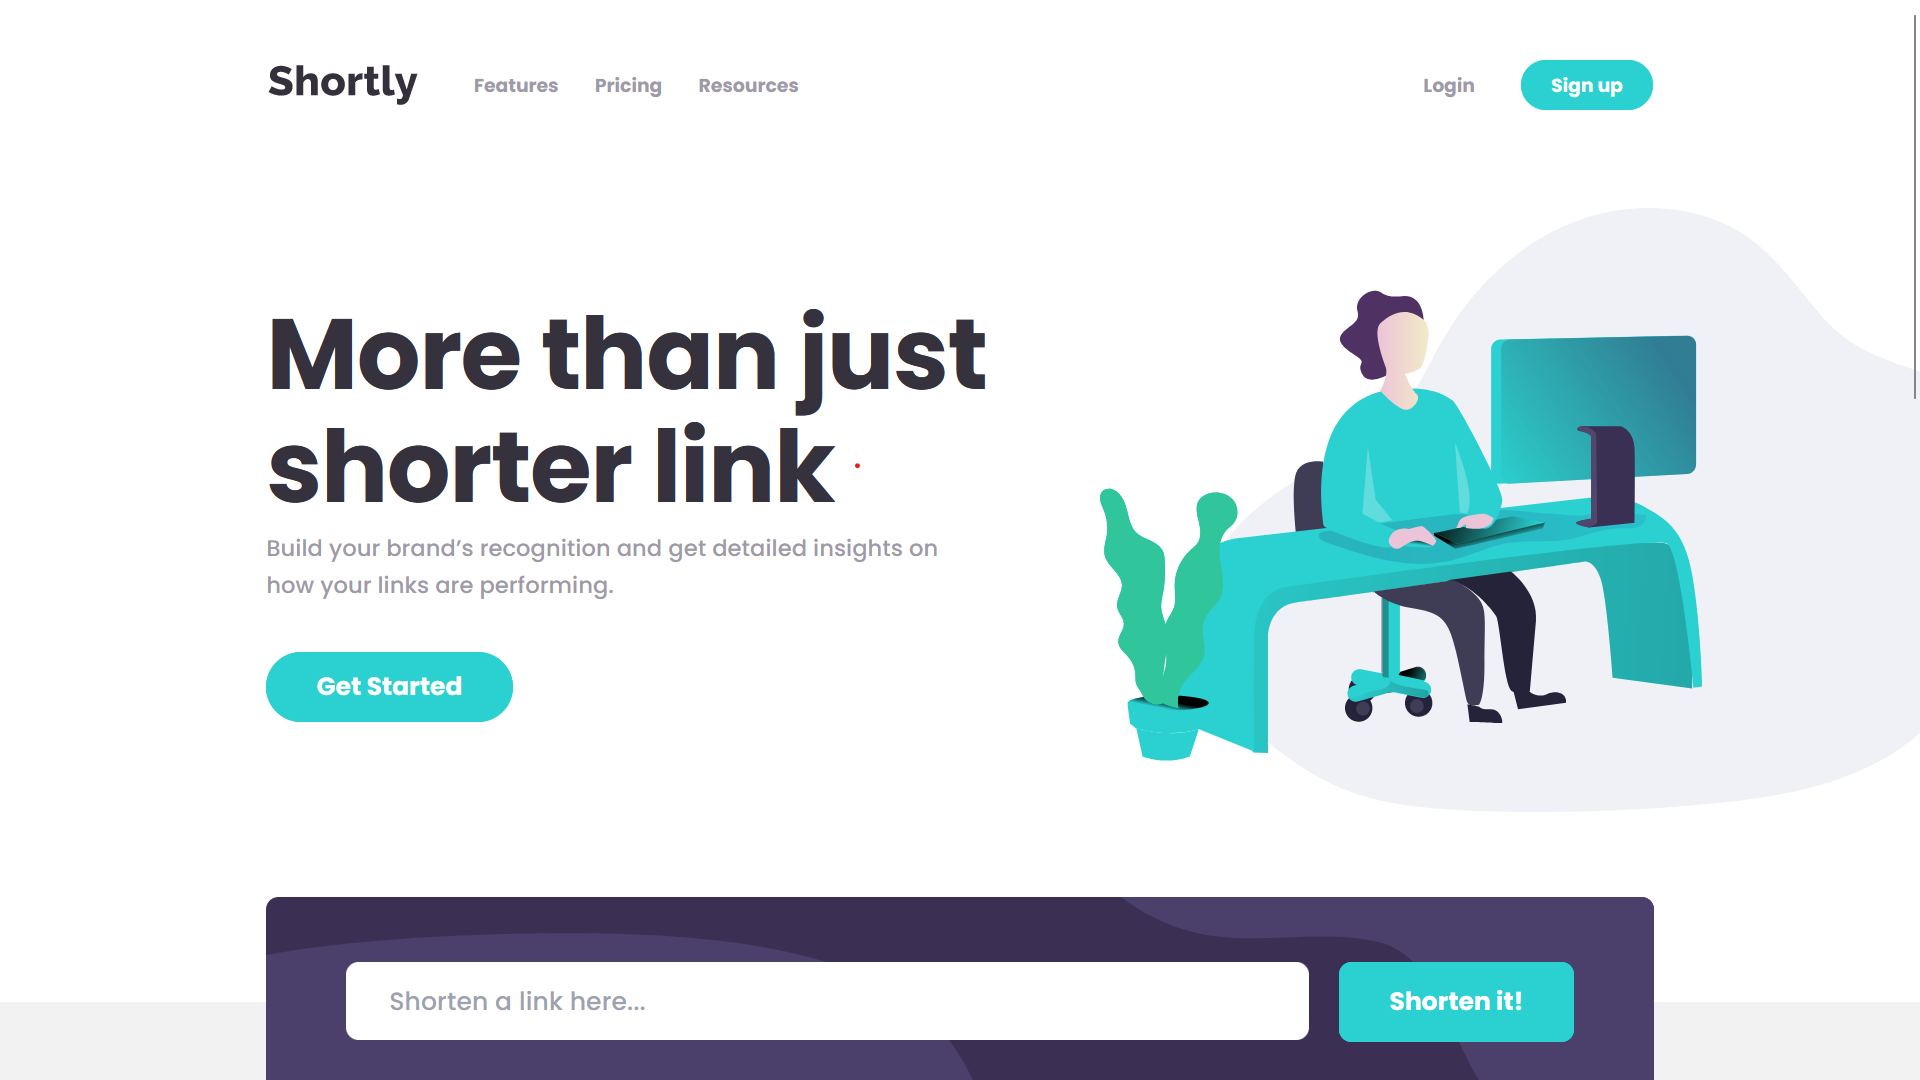 Shortly
Features
Pricing
Resources
Login
Sign up
More than just
shorter link
Build your brand’s recognition and get detailed insights on
how your links are performing.
Get Started
Shorten a link here...
Shorten it!